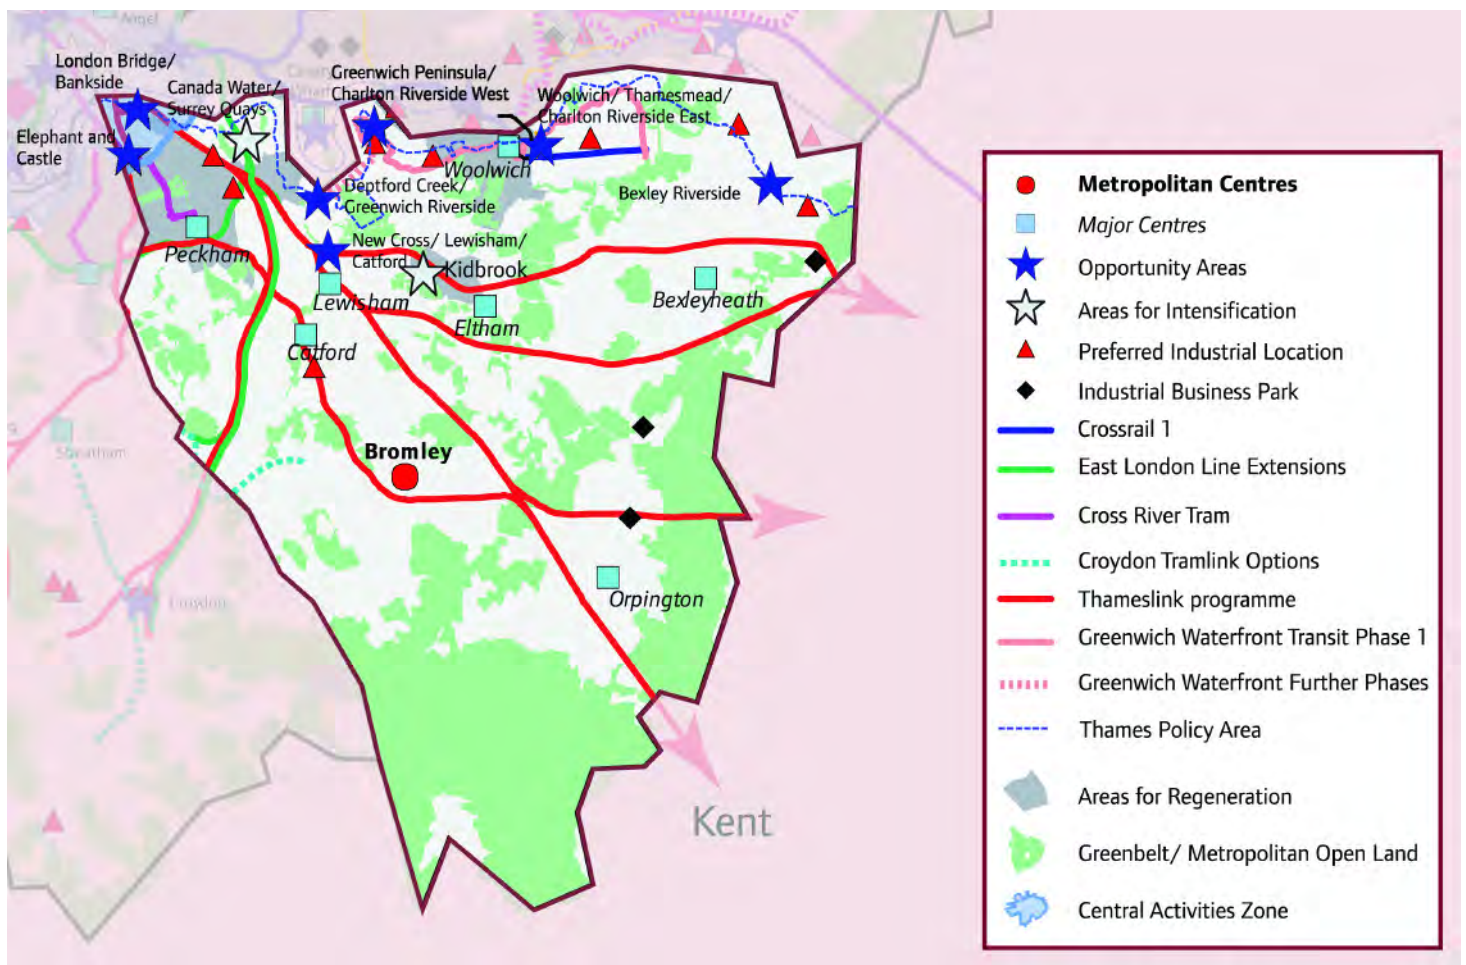 Angel
London Bridge/
Bankside
Canada Water/
Surrey Quays
Greenwich Peninsula/
Charlton Riverside West
Woolwich/ Thamesmead/
Charlton Riverside East
Elephant and
Castle
Woolwich
Deptford Creek/
Greenwich Riverside
Bexley Riverside
Peckham
New Cross/ Lewisham/
Catford
Kidbrook
Lewisham
Eltham
Bexleyheath
Catford
Streatham
Bromley
Orpington
Croydon
Kent
Metropolitan Centres
Major Centres
Opportunity Areas
Areas for Intensification
Preferred Industrial Location
Industrial Business Park
Crossrail 1
East London Line Extensions
Cross River Tram
Croydon Tramlink Options
Thameslink programme
Greenwich Waterfront Transit Phase 1
Greenwich Waterfront Further Phases
Thames Policy Area
Areas for Regeneration
Greenbelt/ Metropolitan Open Land
Central Activities Zone